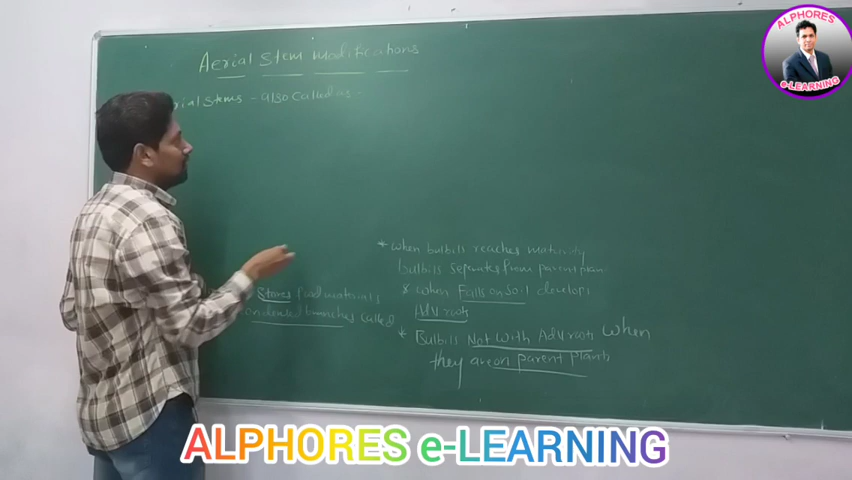 Aerial Stem modifications
rial Stems - also Called as -
* when bulbils reaches maturity
bulbils separates from parent plan
* when Falls on soil develops
Adv roots
Stores food materials
condensed branches called
* Bulbils Not with Adv roots when
they are on parent plants
ALPHORES
e-LEARNING
ALPHORES e-LEARNING